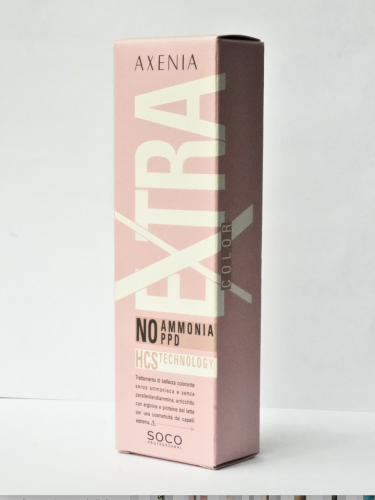 AXENIA
EXTRA
COLOR
NO AMMONIA
PPD
HCS TECHNOLOGY
Trattamento di bellezza colorante
senza ammoniaca e senza
parafenilendiammina, arricchito
con arginina e proteine del latte
per una cosmeticità dei capelli
estrema.
SOCO
PROFESSIONAL